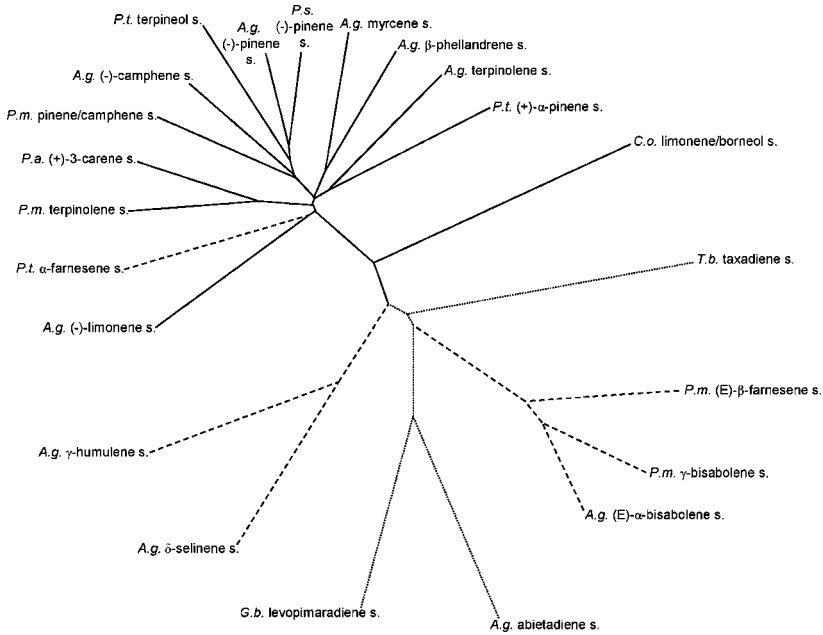 P.t. terpineol s.
A.g.
(-)-pinene
s.
P.s.
(-)-pinene
s.
A.g. myrcene s.
A.g. β-phellandrene s.
A.g. terpinolene s.
P.t. (+)-α-pinene s.
C.o. limonene/borneol s.
T.b. taxadiene s.
P.m. (E)-β-farnesene s.
P.m. γ-bisabolene s.
A.g. (E)-α-bisabolene s.
A.g. abietadiene s.
G.b. levopimaradiene s.
A.g. δ-selinene s.
A.g. γ-humulene s.
A.g. (-)-limonene s.
P.t. α-farnesene s.
P.m. terpinolene s.
P.a. (+)-3-carene s.
P.m. pinene/camphene s.
A.g. (-)-camphene s.